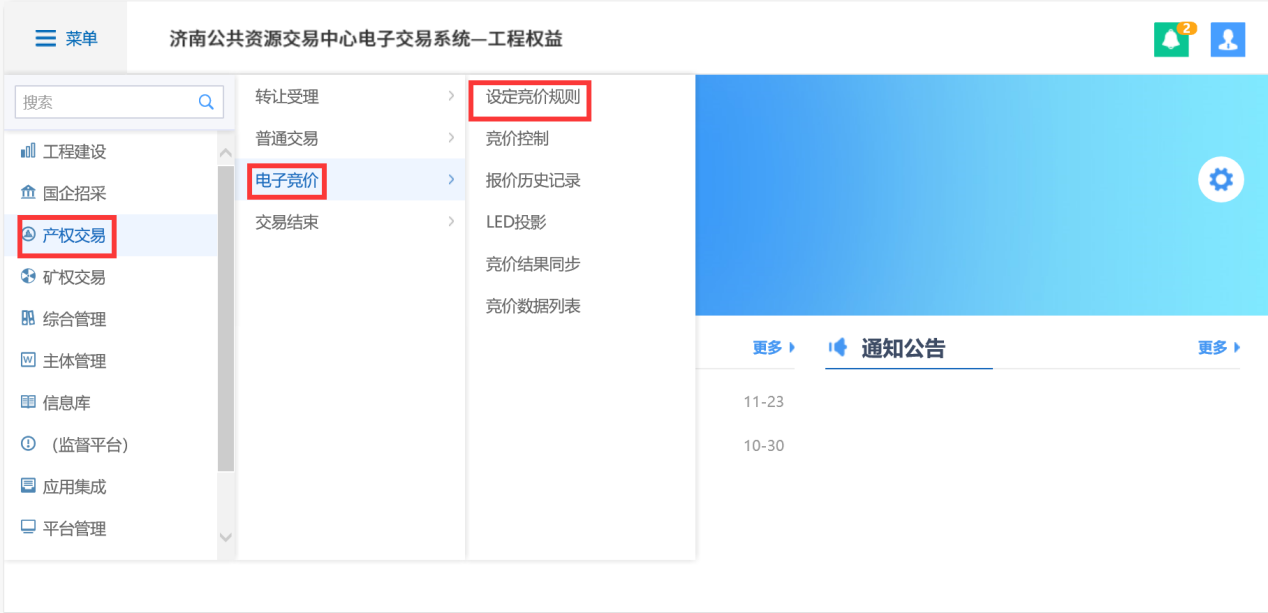 菜单
济南公共资源交易中心电子交易系统—工程权益
2
搜索
工程建设
国企招采
产权交易
矿权交易
综合管理
主体管理
信息库
（监督平台）
应用集成
平台管理
转让受理
普通交易
电子竞价
交易结束
设定竞价规则
竞价控制
报价历史记录
LED投影
竞价结果同步
竞价数据列表
更多
11-23
10-30
通知公告
更多